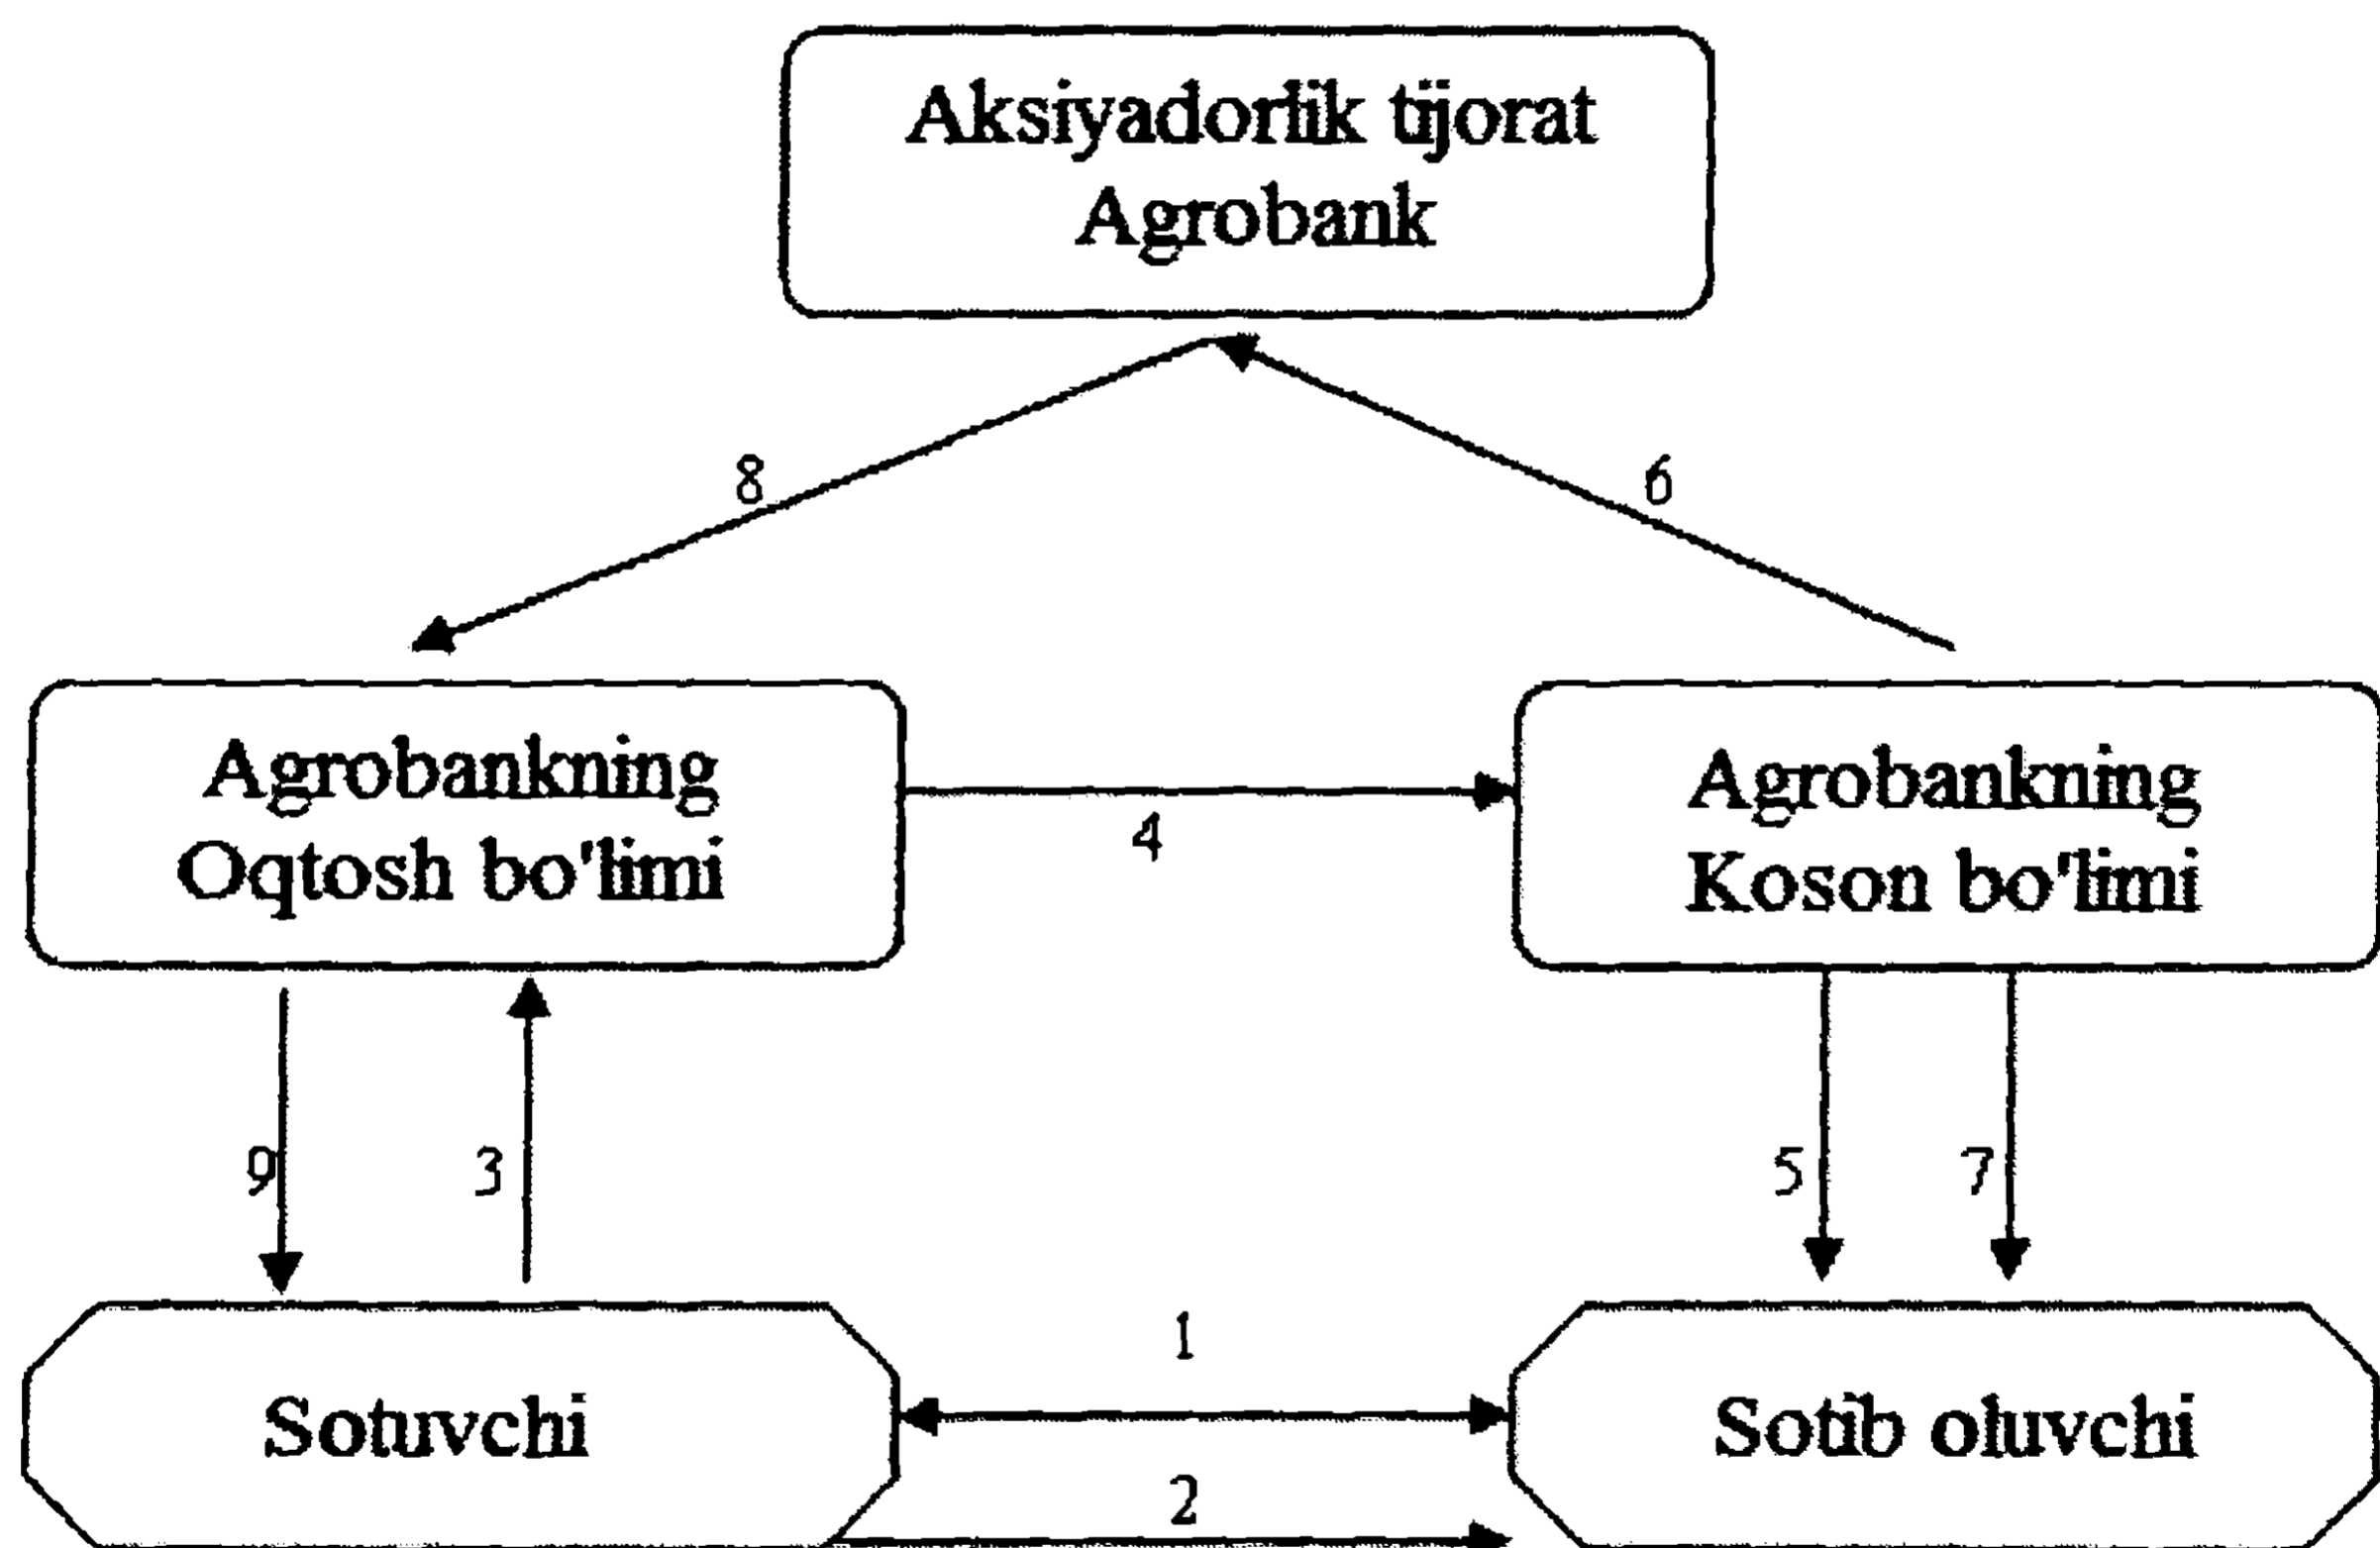 Aksiyadorlik tijorat
Agrobank
8
6
Agrobankning
Oqtosh bo'limi
4
Agrobankning
Koson bo'limi
9
3
5
7
1
Sotuvchi
Sotib oluvchi
2